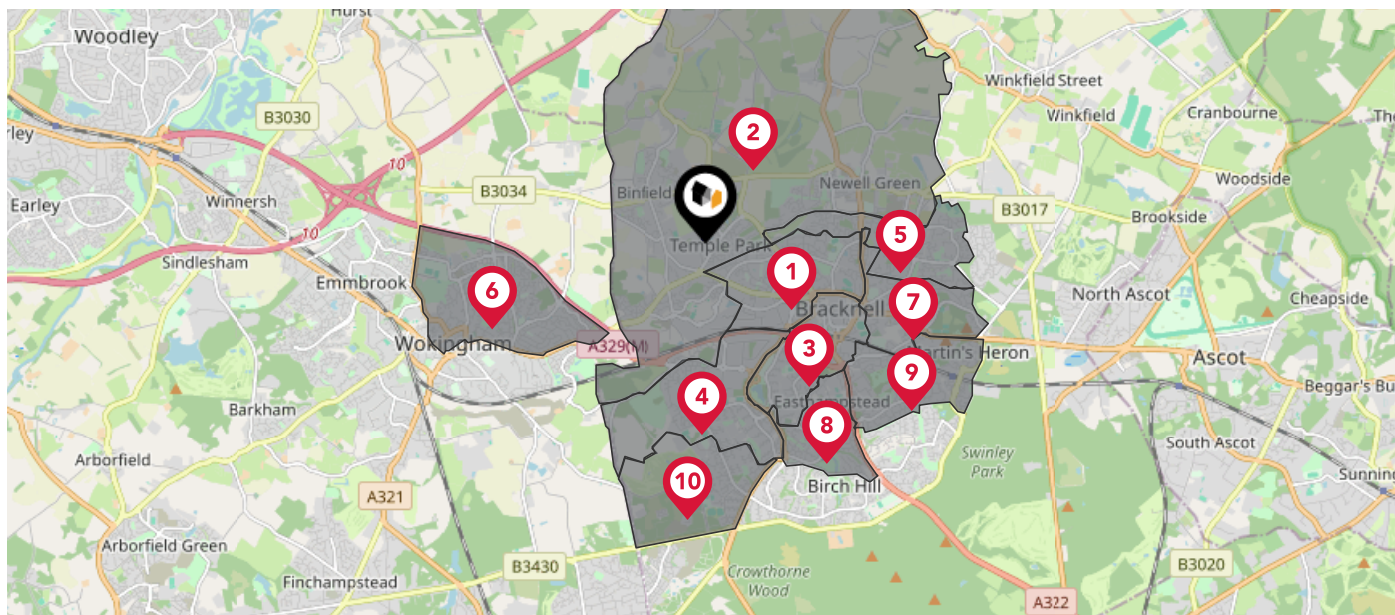 Hurst
Woodley
Winkfield Street
B3030
Winkfield
Cranbourne
rley
2
10
Binfield
Newell Green
Woodside
B3034
Earley
Winnersh
B3017
Brookside
10
5
Temple Park
Sindlesham
1
Emmbrook
6
North Ascot
Cheapside
7
Bracknell
Wokingham
A329(M)
3
artin's Heron
Ascot
9
Beggar's Bu
4
Easthampstead
Barkham
8
South Ascot
Arborfield
Swinley
Park
Sunning
10
Birch Hill
A321
Arborfield Green
B3430
Crowthorne
Wood
B3020
Finchampstead
A322